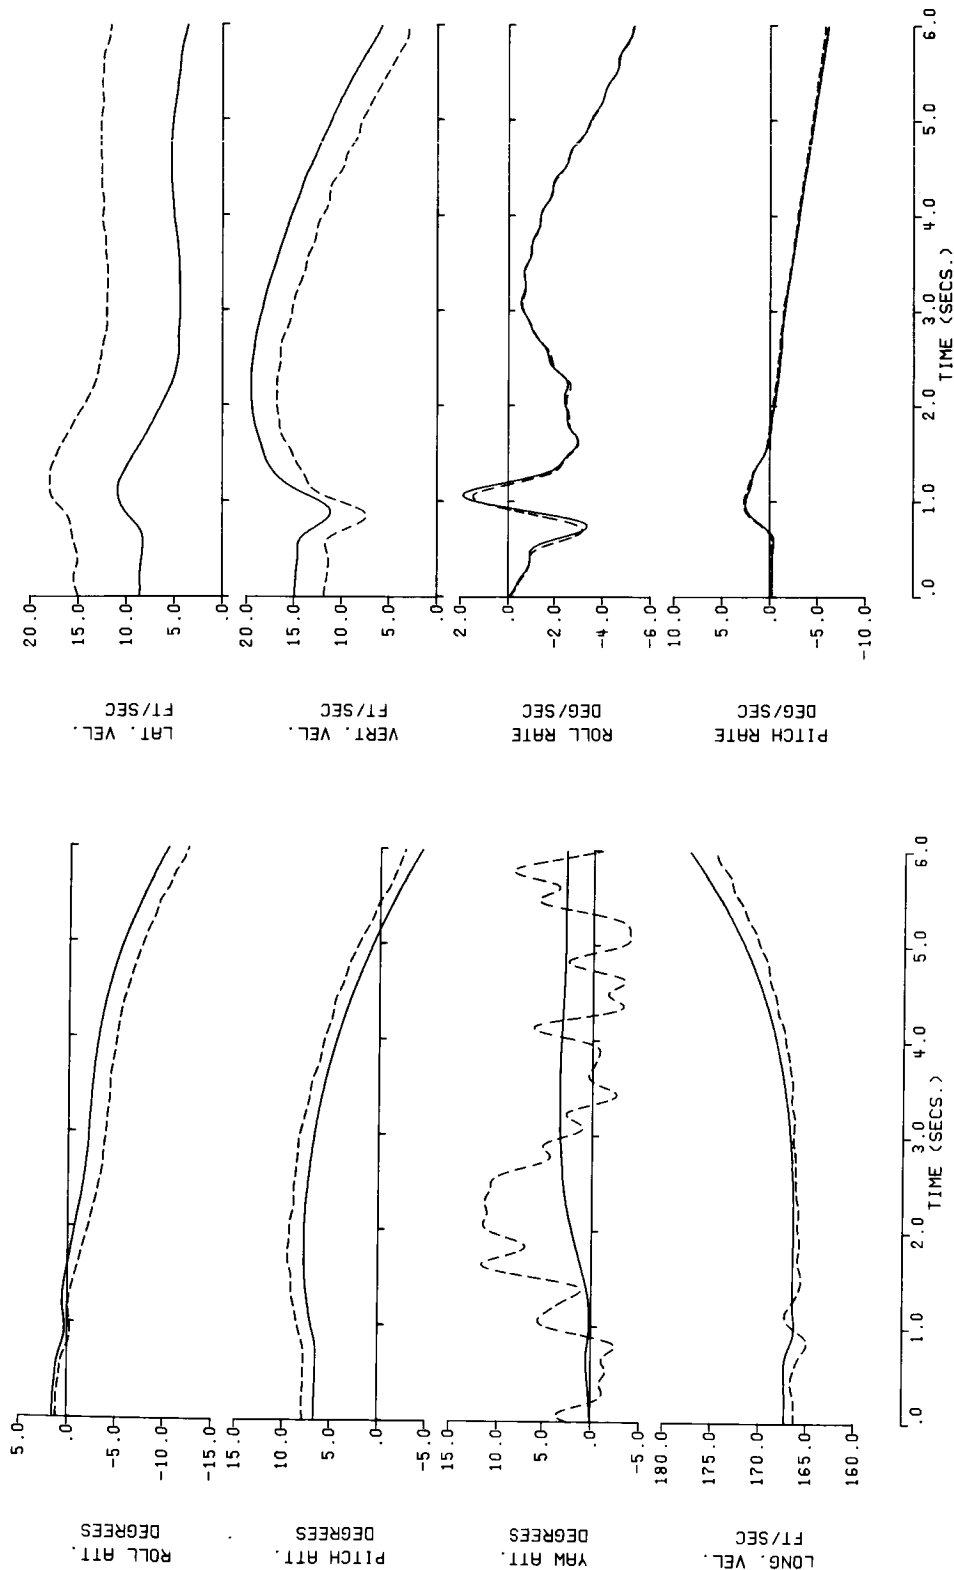 20.0
15.0
10.0
5.0
.0
LAT. VEL.
FT/SEC
20.0
15.0
10.0
5.0
.0
VERT. VEL.
FT/SEC
2.0
.0
-2.0
-4.0
-6.0
ROLL RATE
DEG/SEC
10.0
5.0
.0
-5.0
-10.0
PITCH RATE
DEG/SEC
.0 1.0 2.0 3.0 4.0 5.0 6.0
TIME (SECS.)
5.0
.0
-5.0
-10.0
-15.0
ROLL ATT.
DEGREES
15.0
10.0
5.0
.0
-5.0
PITCH ATT.
DEGREES
15.0
10.0
5.0
.0
-5.0
YAW ATT.
DEGREES
180.0
175.0
170.0
165.0
160.0
LONG. VEL.
FT/SEC
.0 1.0 2.0 3.0 4.0 5.0 6.0
TIME (SECS.)